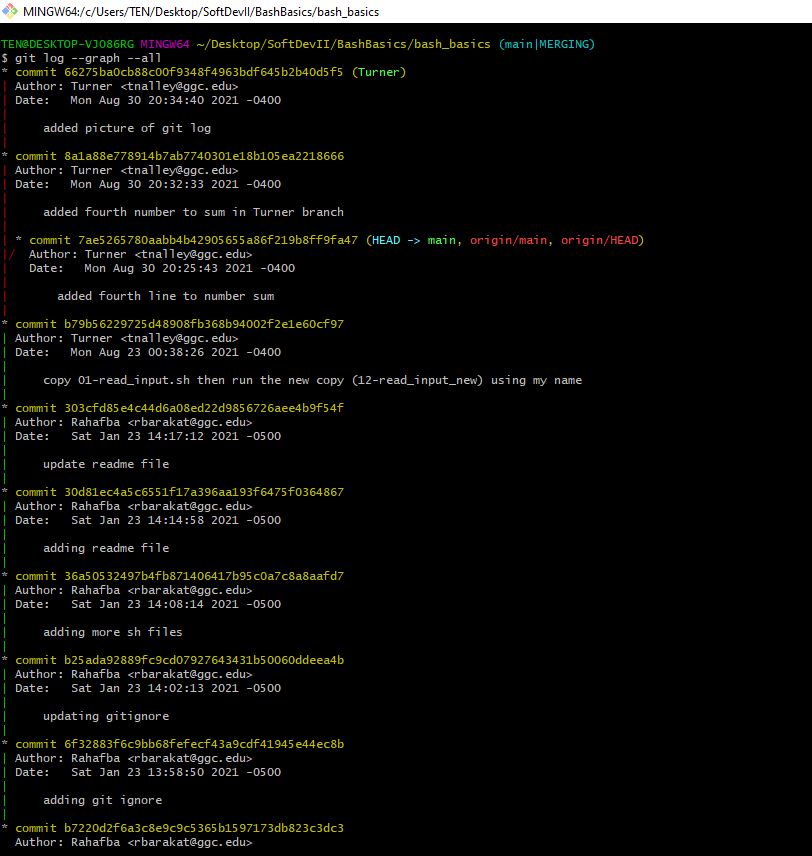 MINGW64:/c/Users/TEN/Desktop/SoftDevII/BashBasics/bash_basics
TEN@DESKTOP-VJO86RG MINGW64 ~/Desktop/SoftDevII/BashBasics/bash_basics (main|MERGING)
$ git log --graph --all
* commit 66275ba0cb88c00f9348f4963bdf645b2b40d5f5 (Turner)
| Author: Turner <tnalley@ggc.edu>
| Date:   Mon Aug 30 20:34:40 2021 -0400
|
|     added picture of git log
|
* commit 8a1a88e778914b7ab7740301e18b105ea2218666
| Author: Turner <tnalley@ggc.edu>
| Date:   Mon Aug 30 20:32:33 2021 -0400
|
|     added fourth number to sum in Turner branch
|
| * commit 7ae5265780aabb4b42905655a86f219b8ff9fa47 (HEAD -> main, origin/main, origin/HEAD)
|/  Author: Turner <tnalley@ggc.edu>
|   Date:   Mon Aug 30 20:25:43 2021 -0400
|
|       added fourth line to number sum
|
* commit b79b56229725d48908fb368b94002f2e1e60cf97
| Author: Turner <tnalley@ggc.edu>
| Date:   Mon Aug 23 00:38:26 2021 -0400
|
|     copy 01-read_input.sh then run the new copy (12-read_input_new) using my name
|
* commit 303cfd85e4c44d6a08ed22d9856726aee4b9f54f
| Author: Rahafba <rbarakat@ggc.edu>
| Date:   Sat Jan 23 14:17:12 2021 -0500
|
|     update readme file
|
* commit 30d81ec4a5c6551f17a396aa193f6475f0364867
| Author: Rahafba <rbarakat@ggc.edu>
| Date:   Sat Jan 23 14:14:58 2021 -0500
|
|     adding readme file
|
* commit 36a50532497b4fb871406417b95c0a7c8a8aafd7
| Author: Rahafba <rbarakat@ggc.edu>
| Date:   Sat Jan 23 14:08:14 2021 -0500
|
|     adding more sh files
|
* commit b25ada92889fc9cd07927643431b50060ddeea4b
| Author: Rahafba <rbarakat@ggc.edu>
| Date:   Sat Jan 23 14:02:13 2021 -0500
|
|     updating gitignore
|
* commit 6f32883f6c9bb68fefecf43a9cdf41945e44ec8b
| Author: Rahafba <rbarakat@ggc.edu>
| Date:   Sat Jan 23 13:58:50 2021 -0500
|
|     adding git ignore
|
* commit b7220d2f6a3c8e9c9c5365b1597173db823c3dc3
  Author: Rahafba <rbarakat@ggc.edu>